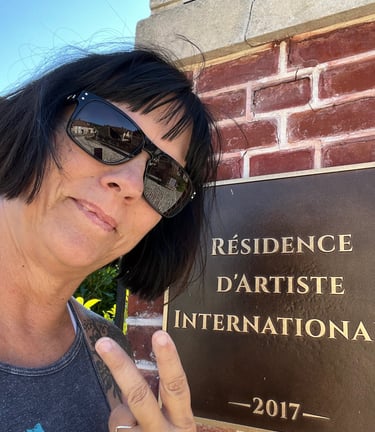 RÉSIDENCE
D'ARTISTE
INTERNATIONA
—2017—